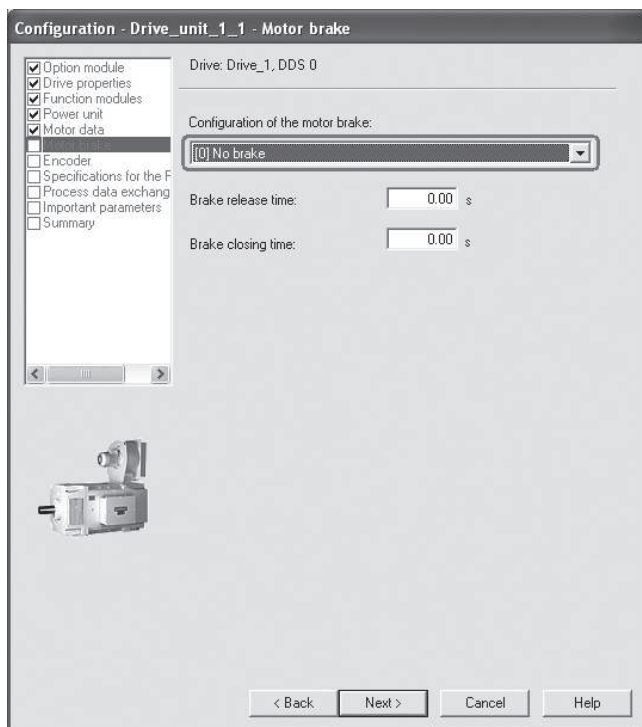 Configuration - Drive_unit_1_1 - Motor brake
Option module
Drive properties
Function modules
Power unit
Motor data
Motor brake
Encoder
Specifications for the F
Process data exchang
Important parameters
Summary
Drive: Drive_1, DDS 0
Configuration of the motor brake:
[0] No brake
Brake release time: 0.00 s
Brake closing time: 0.00 s
< Back Next > Cancel Help